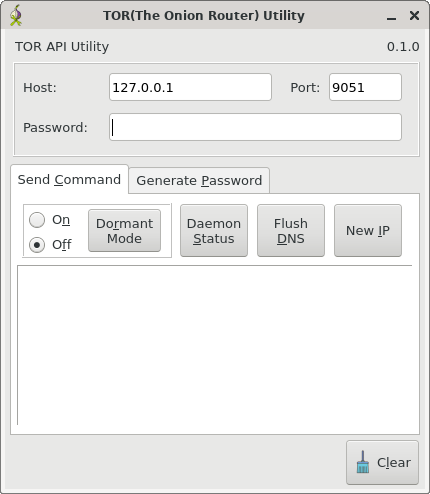 TOR(The Onion Router) Utility
TOR API Utility 0.1.0
Host: 127.0.0.1 Port: 9051
Password:
Send Command Generate Password
On
Off
Dormant
Mode
Daemon
Status
Flush
DNS
New IP
Clear